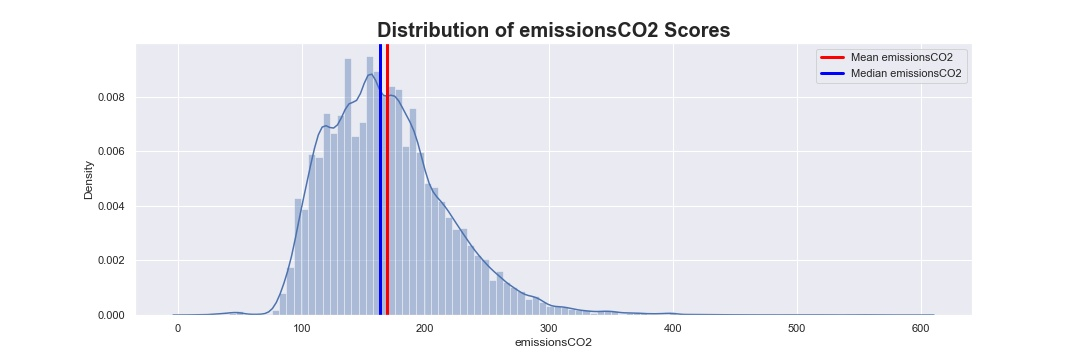 Distribution of emissionsCO2 Scores
Mean emissionsCO2
Median emissionsCO2
0.008
0.006
0.004
0.002
0.000
Density
0 100 200 300 400 500 600
emissionsCO2